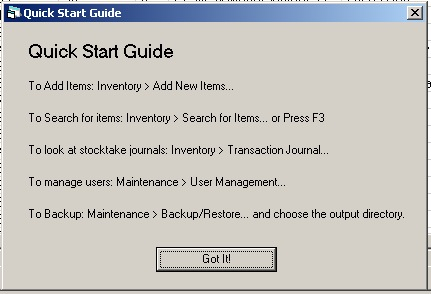 Quick Start Guide
Quick Start Guide
To Add Items: Inventory > Add New Items...
To Search for items: Inventory > Search for Items... or Press F3
To look at stocktake journals: Inventory > Transaction Journal...
To manage users: Maintenance > User Management...
To Backup: Maintenance > Backup/Restore... and choose the output directory.
Got It!